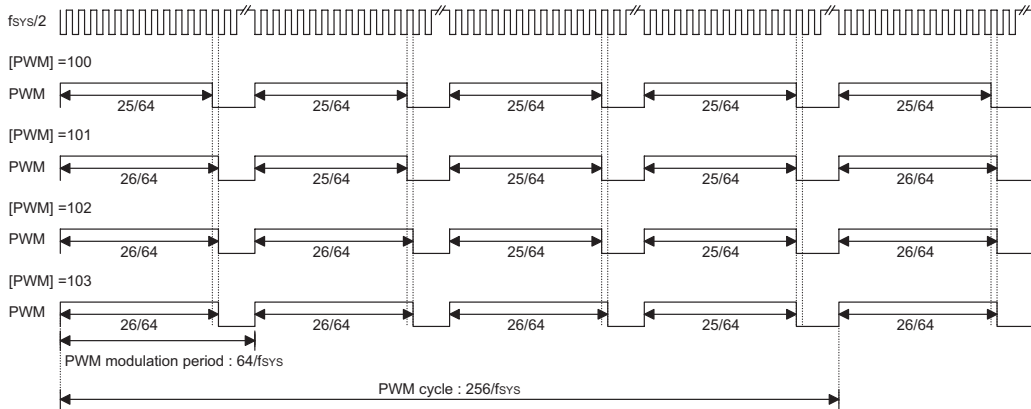 fSYS/2
[PWM] =100
PWM
25/64 25/64 25/64 25/64 25/64
[PWM] =101
PWM
26/64 25/64 25/64 25/64 26/64
[PWM] =102
PWM
26/64 26/64 25/64 25/64 26/64
[PWM] =103
PWM
26/64 26/64 26/64 25/64 26/64
PWM modulation period : 64/fSYS
PWM cycle : 256/fSYS